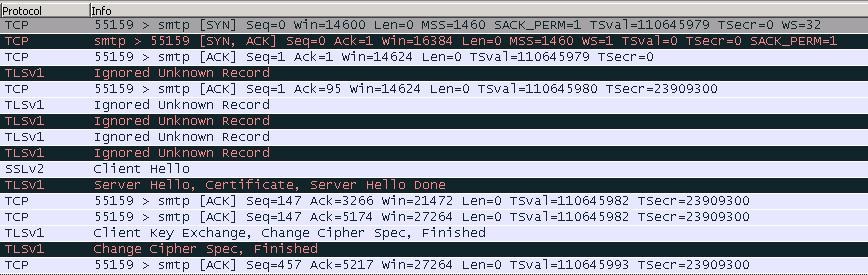 Protocol Info
TCP 55159 > smtp [SYN] Seq=0 Win=14600 Len=0 MSS=1460 SACK_PERM=1 TSval=110645979 TSecr=0 WS=32
TCP smtp > 55159 [SYN, ACK] Seq=0 Ack=1 Win=16384 Len=0 MSS=1460 WS=1 TSval=0 TSecr=0 SACK_PERM=1
TCP 55159 > smtp [ACK] Seq=1 Ack=1 Win=14624 Len=0 TSval=110645979 TSecr=0
TLSv1 Ignored Unknown Record
TCP 55159 > smtp [ACK] Seq=1 Ack=95 Win=14624 Len=0 TSval=110645980 TSecr=23909300
TLSv1 Ignored Unknown Record
TLSv1 Ignored Unknown Record
TLSv1 Ignored Unknown Record
TLSv1 Ignored Unknown Record
SSLv2 Client Hello
TLSv1 Server Hello, Certificate, Server Hello Done
TCP 55159 > smtp [ACK] Seq=147 Ack=3266 Win=21472 Len=0 TSval=110645982 TSecr=23909300
TCP 55159 > smtp [ACK] Seq=147 Ack=5174 Win=27264 Len=0 TSval=110645982 TSecr=23909300
TLSv1 Client Key Exchange, Change Cipher Spec, Finished
TLSv1 Change Cipher Spec, Finished
TCP 55159 > smtp [ACK] Seq=457 Ack=5217 Win=27264 Len=0 TSval=110645993 TSecr=23909300